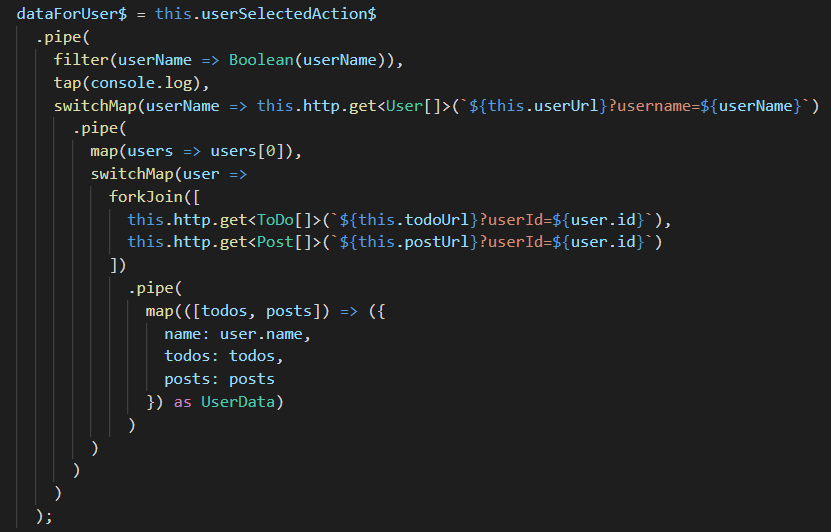 dataForUser$ = this.userSelectedAction$
  .pipe(
    filter(userName => Boolean(userName)),
    tap(console.log),
    switchMap(userName => this.http.get<User[]>(`${this.userUrl}?username=${userName}`)
      .pipe(
        map(users => users[0]),
        switchMap(user =>
          forkJoin([
            this.http.get<ToDo[]>(`${this.todoUrl}?userId=${user.id}`),
            this.http.get<Post[]>(`${this.postUrl}?userId=${user.id}`)
          ])
            .pipe(
              map(([todos, posts]) => ({
                name: user.name,
                todos: todos,
                posts: posts
              }) as UserData)
            )
        )
      )
    )
  );